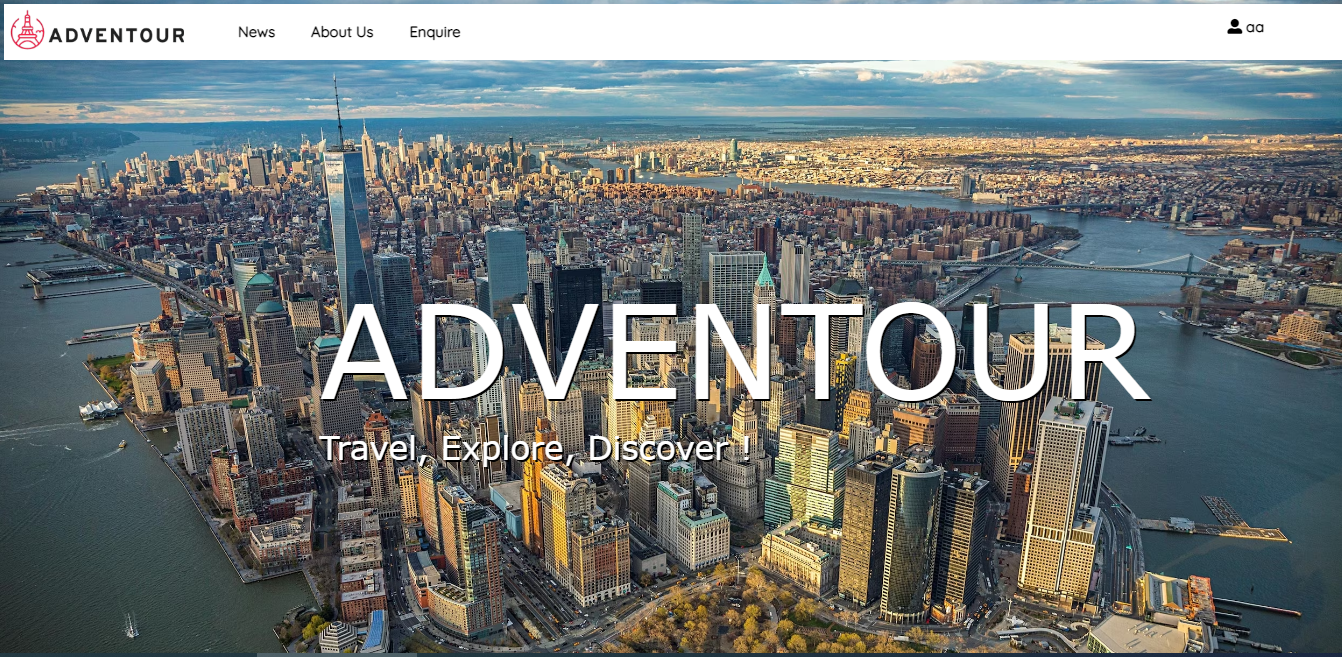 ADVENTOUR News About Us Enquire aa
ADVENTOUR
Travel, Explore, Discover !